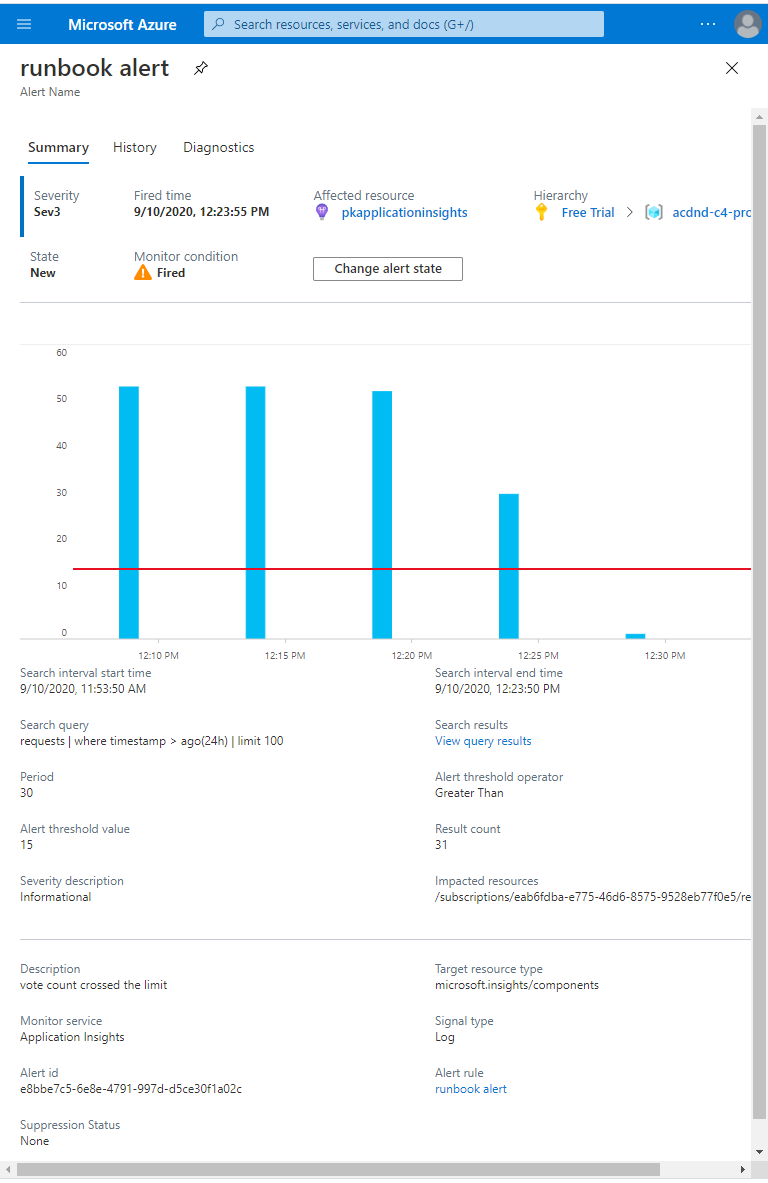 Microsoft Azure
Search resources, services, and docs (G+/)
runbook alert
Alert Name
Summary History Diagnostics
Severity Fired time Affected resource Hierarchy
Sev3 9/10/2020, 12:23:55 PM pkapplicationinsights Free Trial > acdnd-c4-prc
State Monitor condition
New Fired Change alert state
60
50
40
30
20
10
0
12:10 PM 12:15 PM 12:20 PM 12:25 PM 12:30 PM
Search interval start time Search interval end time
9/10/2020, 11:53:50 AM 9/10/2020, 12:23:50 PM
Search query Search results
requests | where timestamp > ago(24h) | limit 100 View query results
Period Alert threshold operator
30 Greater Than
Alert threshold value Result count
15 31
Severity description Impacted resources
Informational /subscriptions/eab6fdba-e775-46d6-8575-9528eb77f0e5/re
Description Target resource type
vote count crossed the limit microsoft.insights/components
Monitor service Signal type
Application Insights Log
Alert id Alert rule
e8bbe7c5-6e8e-4791-997d-d5ce30f1a02c runbook alert
Suppression Status
None